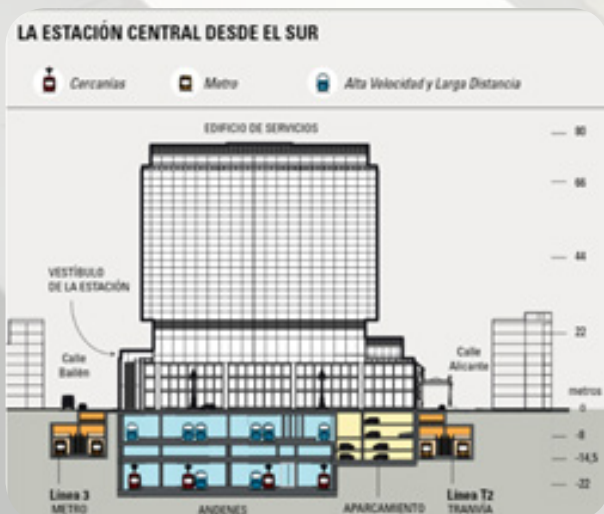 LA ESTACIÓN CENTRAL DESDE EL SUR
Cercanías
Metro
Alta Velocidad y Larga Distancia
EDIFICIO DE SERVICIOS
80
66
44
VESTÍBULO
DE LA ESTACIÓN
22
Calle
Bailén
Calle
Alicante
metros
0
-8
-14,5
-22
Línea 3
METRO
ANDENES
APARCAMIENTO
Línea T2
TRANVÍA